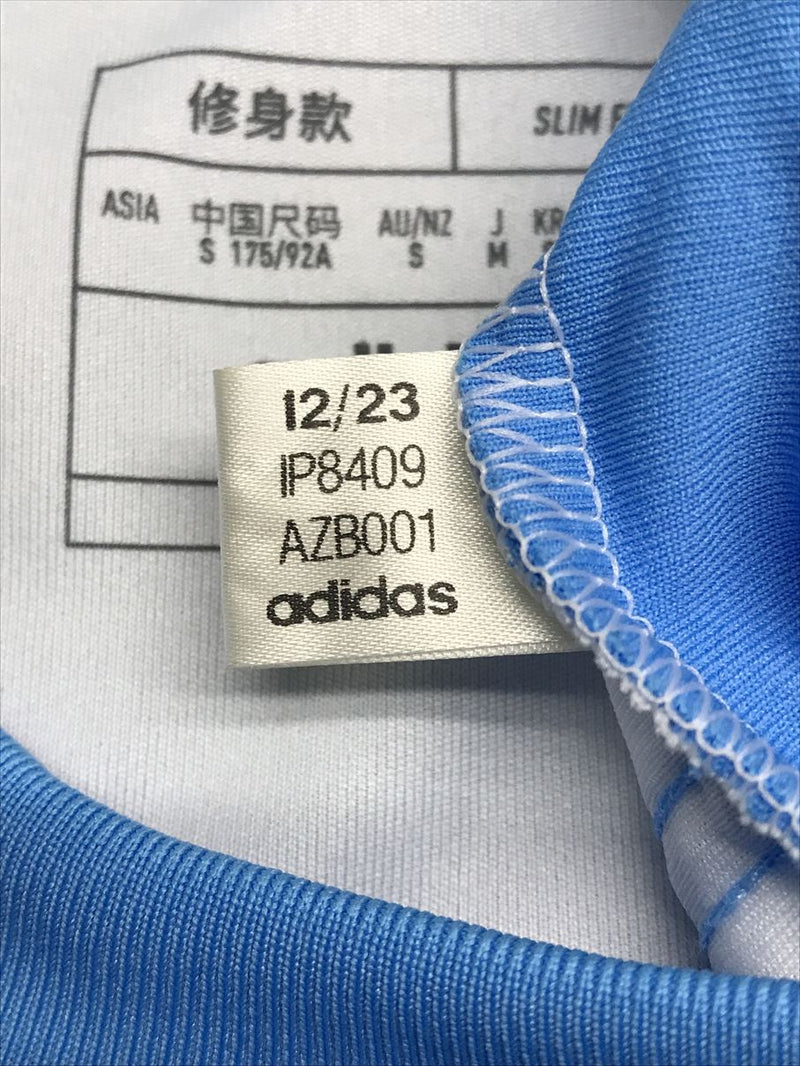 修身款
SLIM
ASIA 中国尺码 AU/NZ J KR
S 175/92A S M
12/23
IP8409
AZB001
adidas